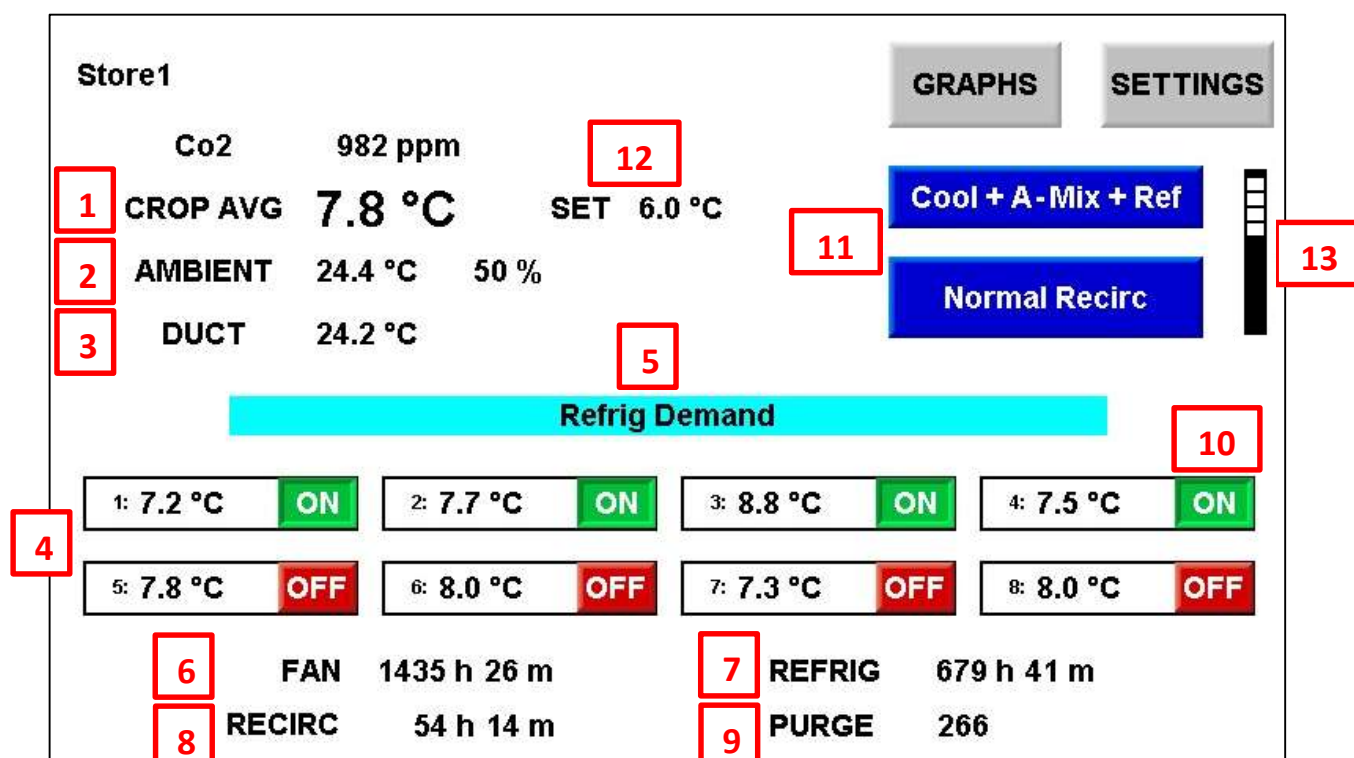 Store1
GRAPHS SETTINGS
Co2 982 ppm
12
1 CROP AVG 7.8 °C SET 6.0 °C Cool + A-Mix + Ref
11
13
2 AMBIENT 24.4 °C 50 %
Normal Recirc
3 DUCT 24.2 °C
5
Refrig Demand
10
1: 7.2 °C ON 2: 7.7 °C ON 3: 8.8 °C ON 4: 7.5 °C ON
4
5: 7.8 °C OFF 6: 8.0 °C OFF 7: 7.3 °C OFF 8: 8.0 °C OFF
6 FAN 1435 h 26 m 7 REFRIG 679 h 41 m
8 RECIRC 54 h 14 m 9 PURGE 266